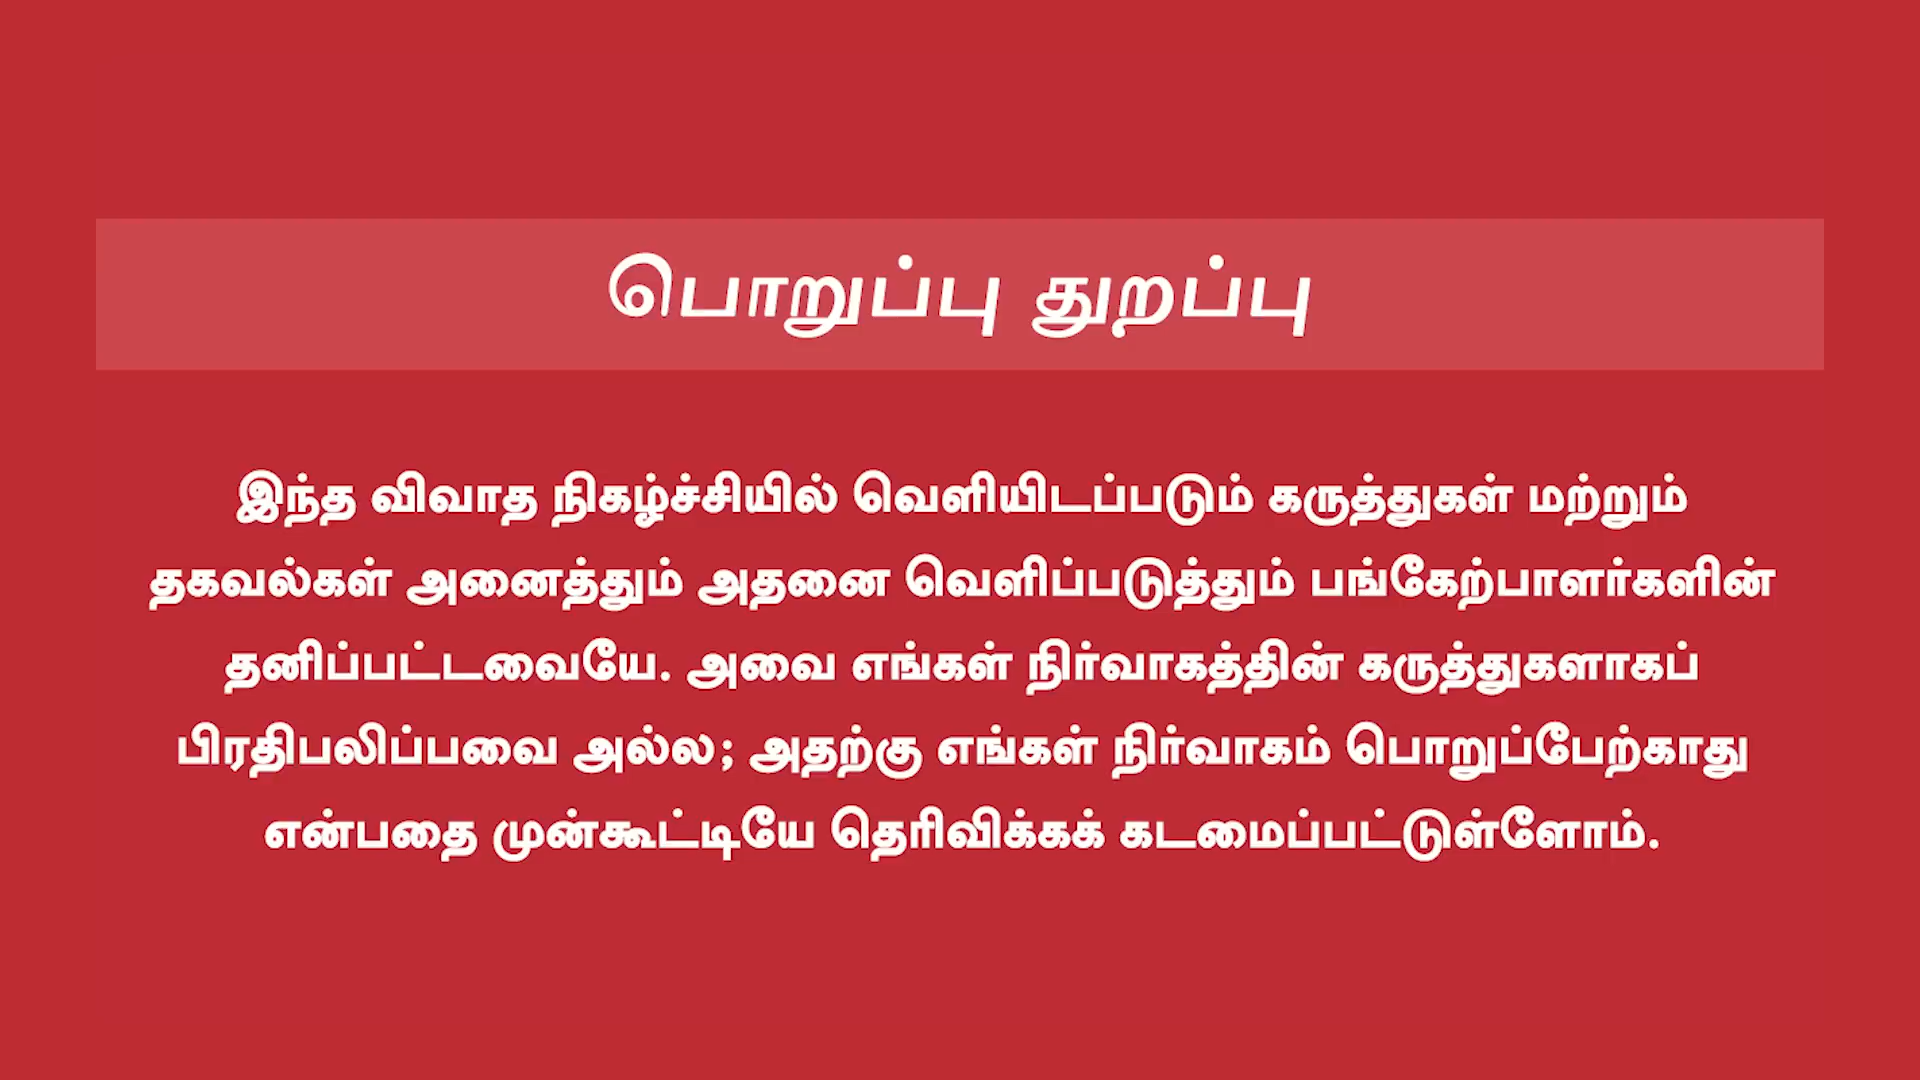 பொறுப்பு துறப்பு
இந்த விவாத நிகழ்ச்சியில் வெளியிடப்படும் கருத்துகள் மற்றும்
தகவல்கள் அனைத்தும் அதனை வெளிப்படுத்தும் பங்கேற்பாளர்களின்
தனிப்பட்டவையே. அவை எங்கள் நிர்வாகத்தின் கருத்துகளாகப்
பிரதிபலிப்பவை அல்ல; அதற்கு எங்கள் நிர்வாகம் பொறுப்பேற்காது
என்பதை முன்கூட்டியே தெரிவிக்கக் கடமைப்பட்டுள்ளோம்.